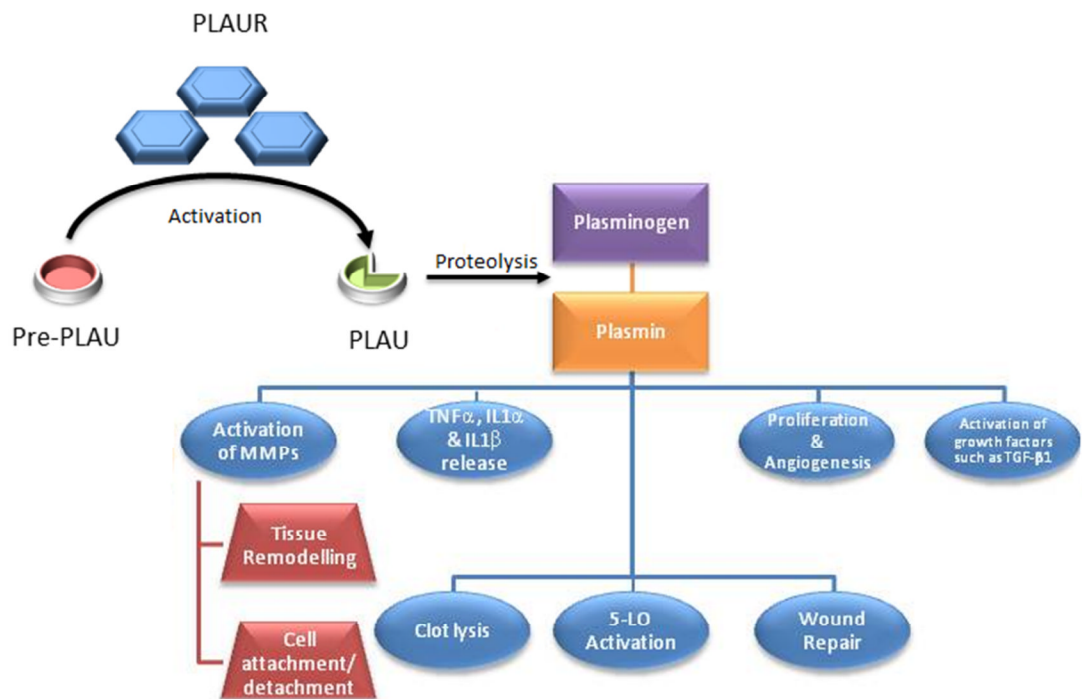 PLAUR
Activation
Pre-PLAU
PLAU
Proteolysis
Plasminogen
Plasmin
Activation
of MMPs
TNFα, IL1α
& IL1β
release
Proliferation
&
Angiogenesis
Activation of
growth factors
such as TGF-β1
Tissue
Remodelling
Cell
attachment/
detachment
Clot lysis
5-LO
Activation
Wound
Repair